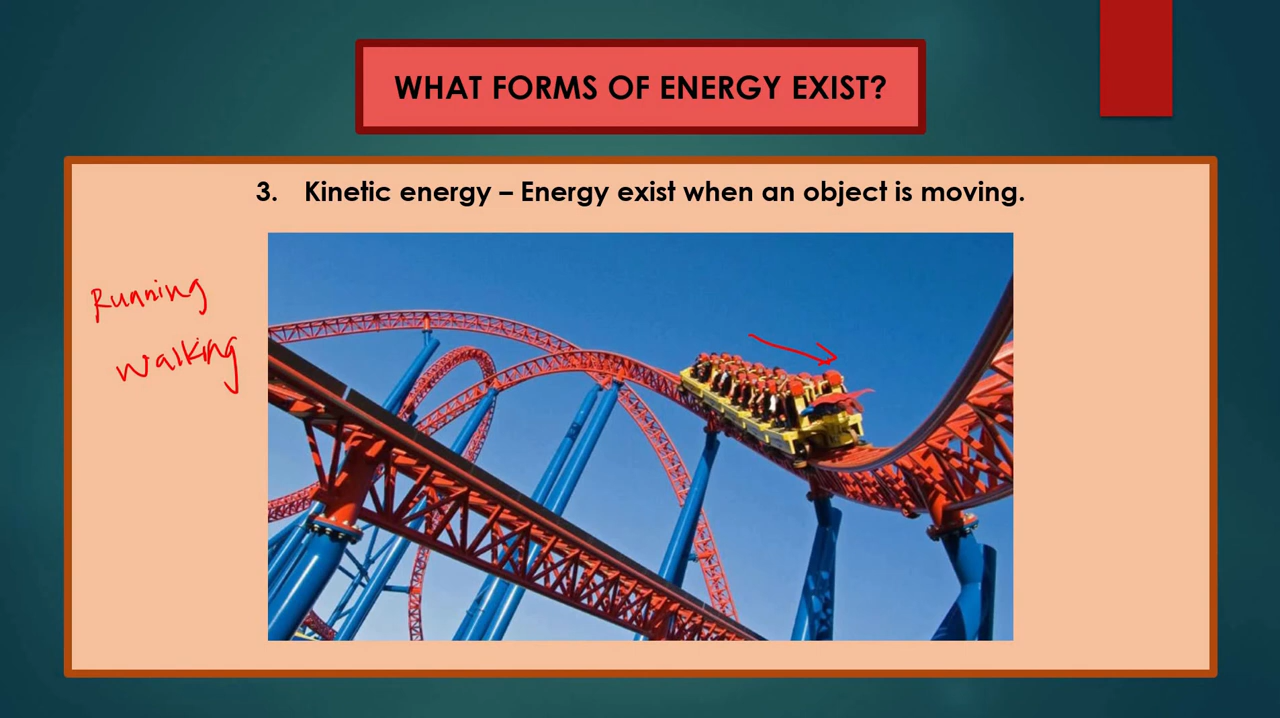 WHAT FORMS OF ENERGY EXIST?
3. Kinetic energy – Energy exist when an object is moving.
Running
Walking